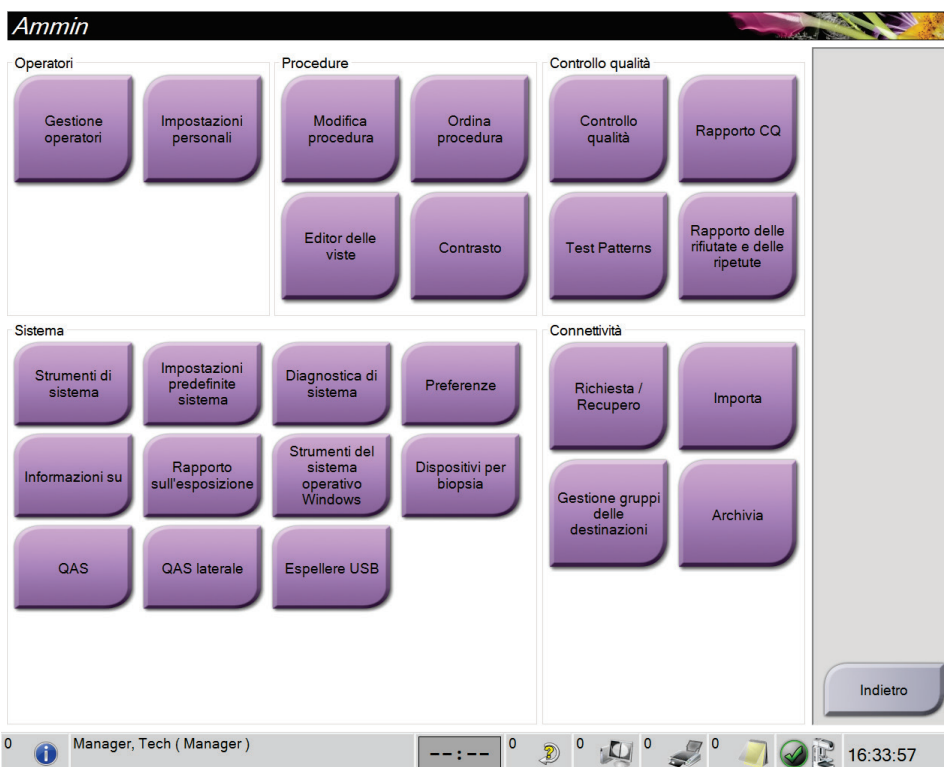 Ammin
Operatori
Gestione
operatori
Impostazioni
personali
Procedure
Modifica
procedura
Ordina
procedura
Editor delle
viste
Contrasto
Controllo qualità
Controllo
qualità
Rapporto CQ
Test Patterns
Rapporto delle
rifiutate e delle
ripetute
Sistema
Strumenti di
sistema
Impostazioni
predefinite
sistema
Diagnostica di
sistema
Preferenze
Informazioni su
Rapporto
sull'esposizione
Strumenti del
sistema
operativo
Windows
Dispositivi per
biopsia
QAS
QAS laterale
Espellere USB
Connettività
Richiesta /
Recupero
Importa
Gestione gruppi
delle
destinazioni
Archivia
Indietro
0
Manager, Tech ( Manager )
--:--
0
0
0
0
16:33:57